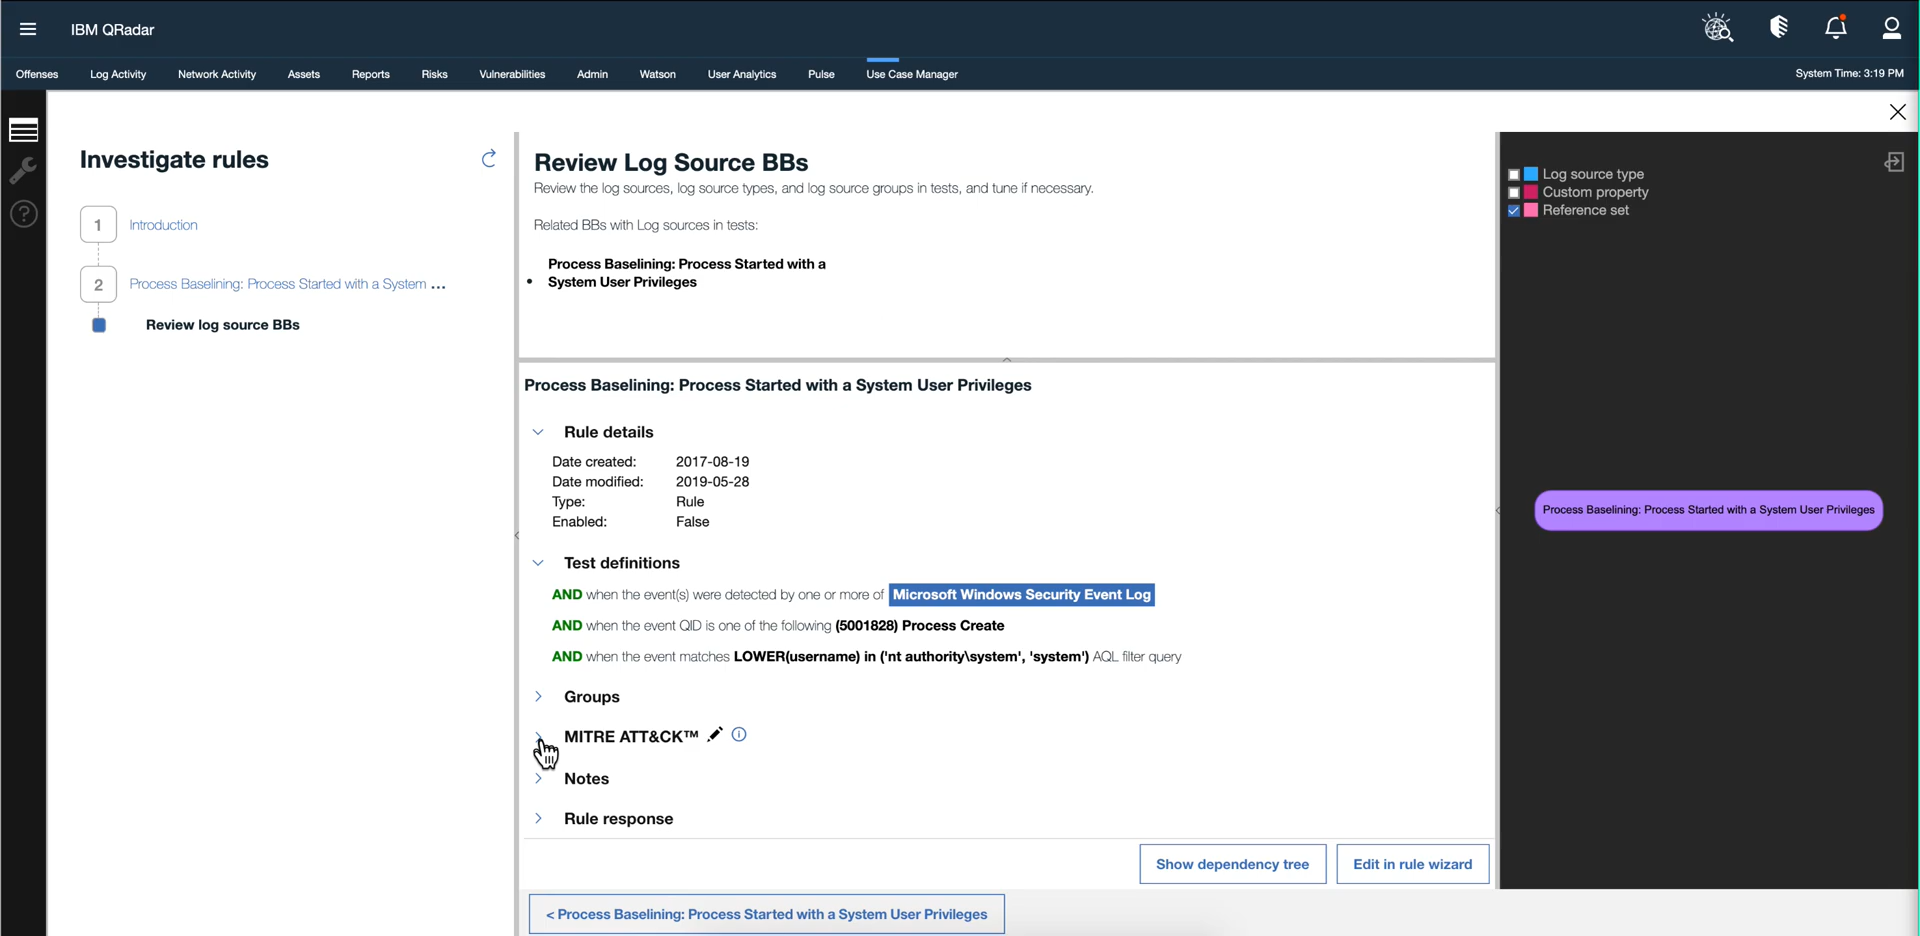 IBM QRadar
Offenses Log Activity Network Activity Assets Reports Risks Vulnerabilities Admin Watson User Analytics Pulse Use Case Manager System Time: 3:19 PM
Investigate rules
1 Introduction
2 Process Baselining: Process Started with a System ...
Review log source BBs
Review Log Source BBs
Review the log sources, log source types, and log source groups in tests, and tune if necessary.
Related BBs with Log sources in tests:
• Process Baselining: Process Started with a
System User Privileges
Process Baselining: Process Started with a System User Privileges
Rule details
Date created: 2017-08-19
Date modified: 2019-05-28
Type: Rule
Enabled: False
Test definitions
AND when the event(s) were detected by one or more of Microsoft Windows Security Event Log
AND when the event QID is one of the following (5001828) Process Create
AND when the event matches LOWER(username) in ('nt authority\system', 'system') AQL filter query
Groups
MITRE ATT&CK™
Notes
Rule response
Show dependency tree Edit in rule wizard
< Process Baselining: Process Started with a System User Privileges
Log source type
Custom property
Reference set
Process Baselining: Process Started with a System User Privileges